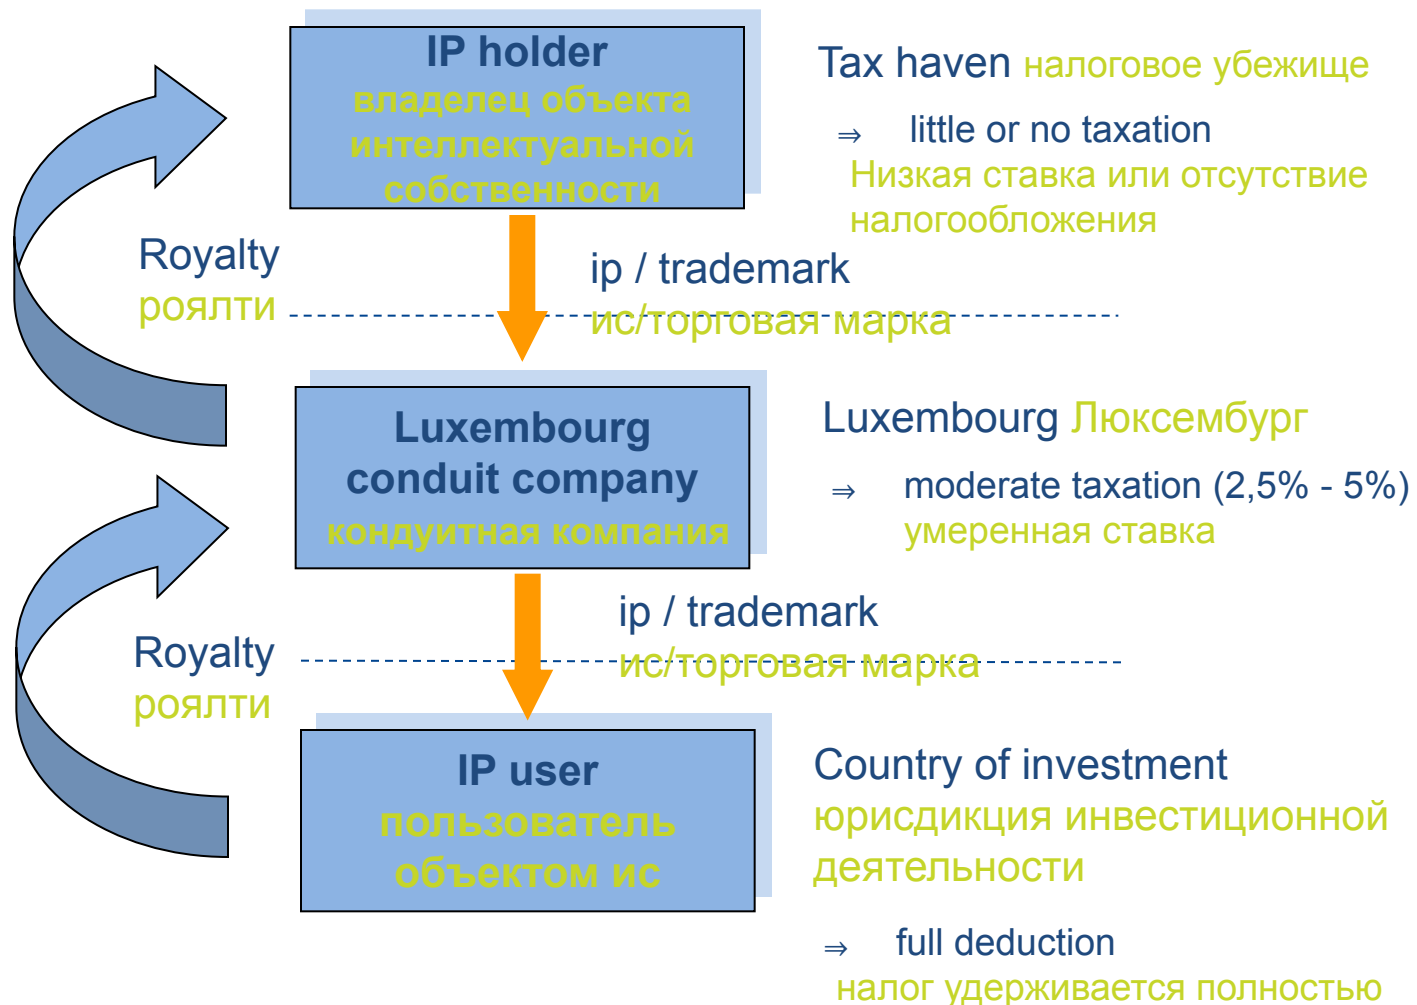 IP holder
владелец объекта
интеллектуальной
собственности
Tax haven налоговое убежище
⇒ little or no taxation
Низкая ставка или отсутствие
налогообложения
Royalty
роялти
ip / trademark
ис/торговая марка
Luxembourg
conduit company
кондуитная компания
Luxembourg Люксембург
⇒ moderate taxation (2,5% - 5%)
умеренная ставка
Royalty
роялти
ip / trademark
ис/торговая марка
IP user
пользователь
объектом ис
Country of investment
юрисдикция инвестиционной
деятельности
⇒ full deduction
налог удерживается полностью